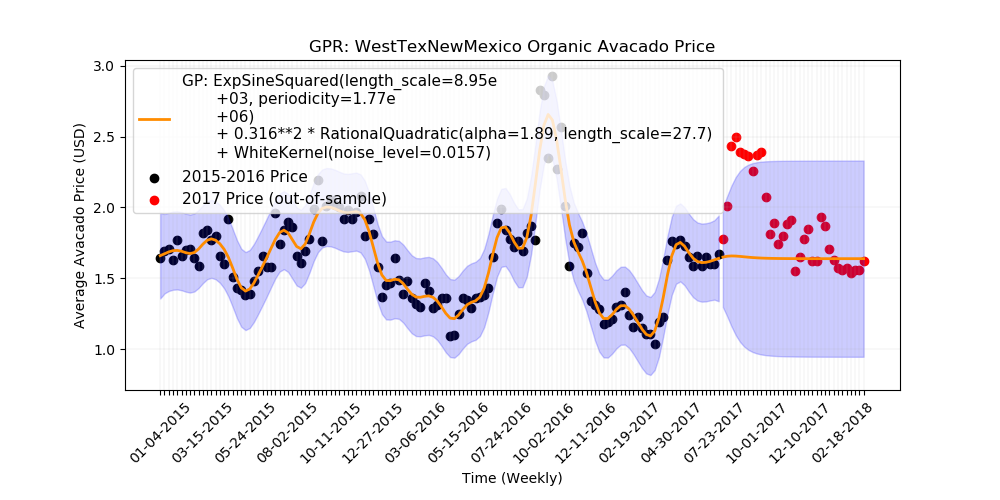 GPR: WestTexNewMexico Organic Avacado Price
3.0
2.5
2.0
1.5
1.0
Average Avacado Price (USD)
GP: ExpSineSquared(length_scale=8.95e
+03, periodicity=1.77e
+06)
+ 0.316**2 * RationalQuadratic(alpha=1.89, length_scale=27.7)
+ WhiteKernel(noise_level=0.0157)
2015-2016 Price
2017 Price (out-of-sample)
01-04-2015
03-15-2015
05-24-2015
08-02-2015
10-11-2015
12-27-2015
03-06-2016
05-15-2016
07-24-2016
10-02-2016
12-11-2016
02-19-2017
04-30-2017
07-23-2017
10-01-2017
12-10-2017
02-18-2018
Time (Weekly)